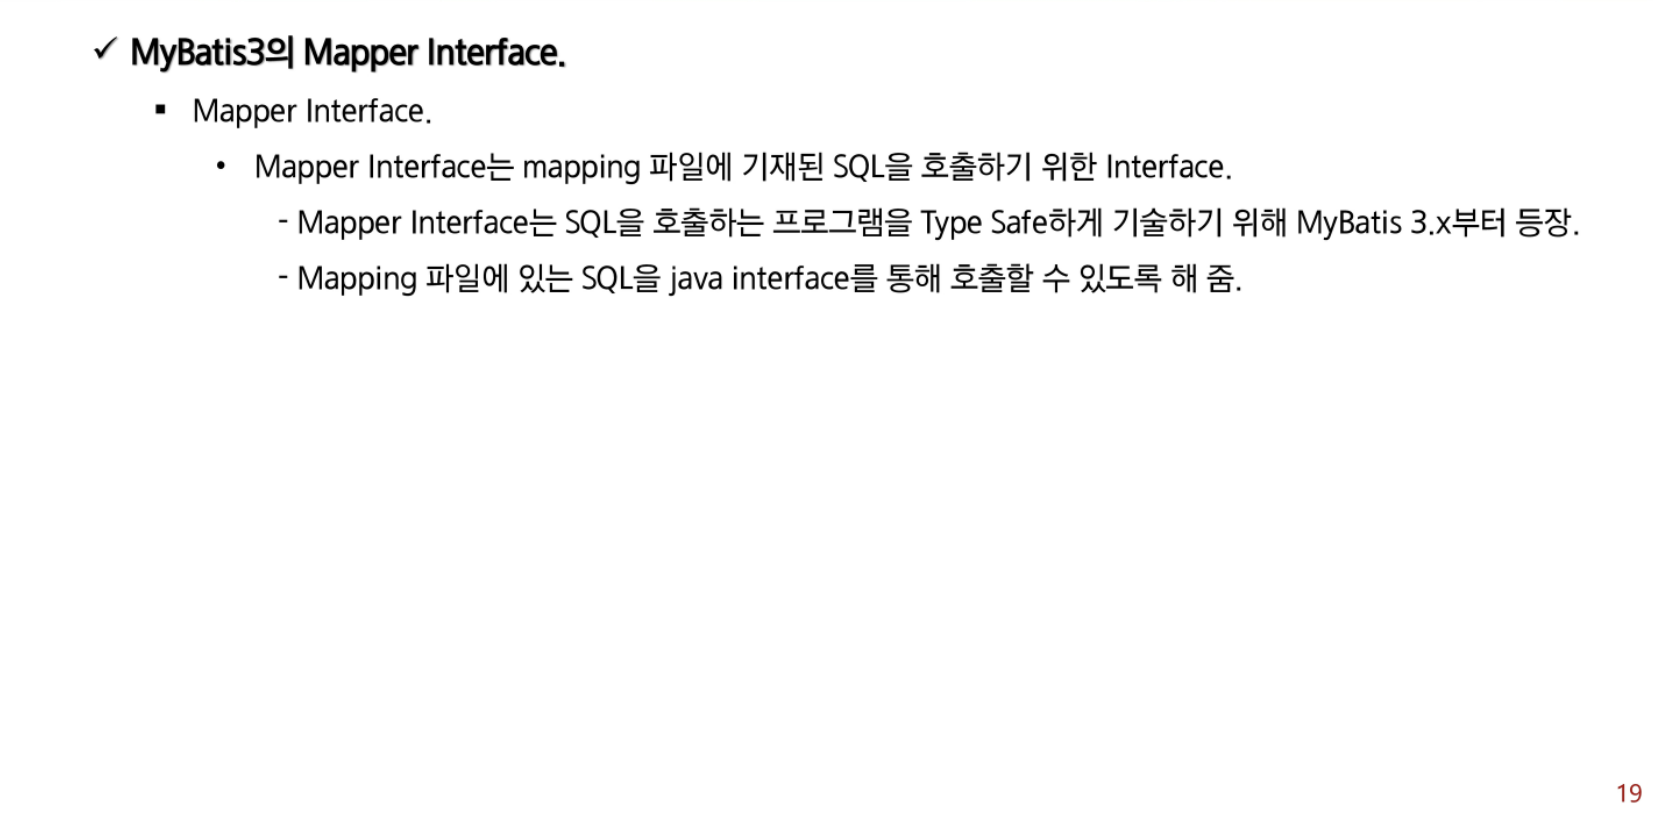 ✓ MyBatis3의 Mapper Interface.
▪ Mapper Interface.
• Mapper Interface는 mapping 파일에 기재된 SQL을 호출하기 위한 Interface.
- Mapper Interface는 SQL을 호출하는 프로그램을 Type Safe하게 기술하기 위해 MyBatis 3.x부터 등장.
- Mapping 파일에 있는 SQL을 java interface를 통해 호출할 수 있도록 해 줌.
19